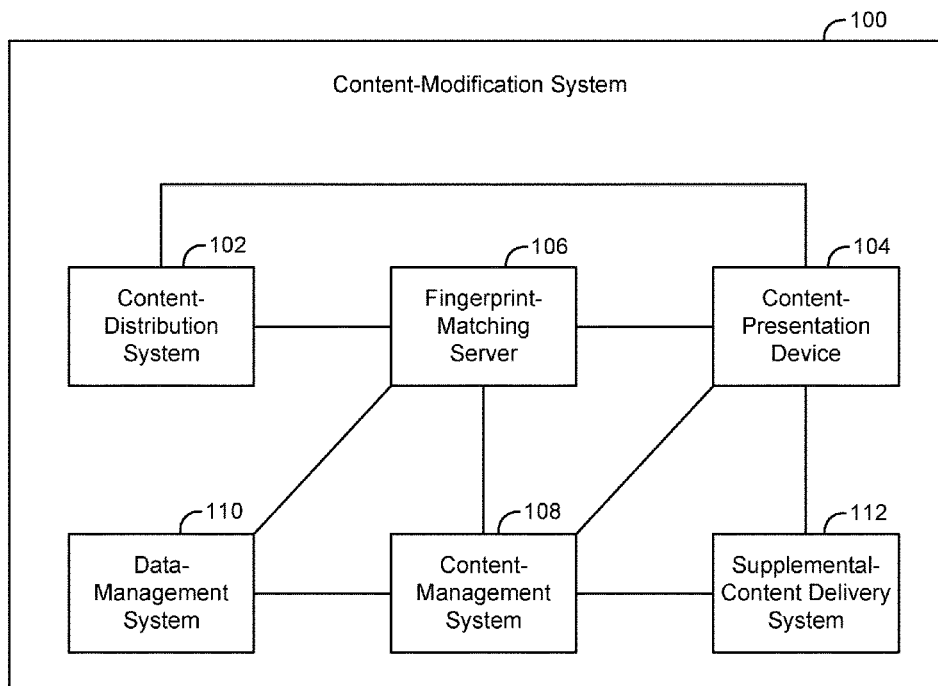 100
Content-Modification System
102
106
104
Content-
Distribution
System
Fingerprint-
Matching
Server
Content-
Presentation
Device
110
108
112
Data-
Management
System
Content-
Management
System
Supplemental-
Content Delivery
System